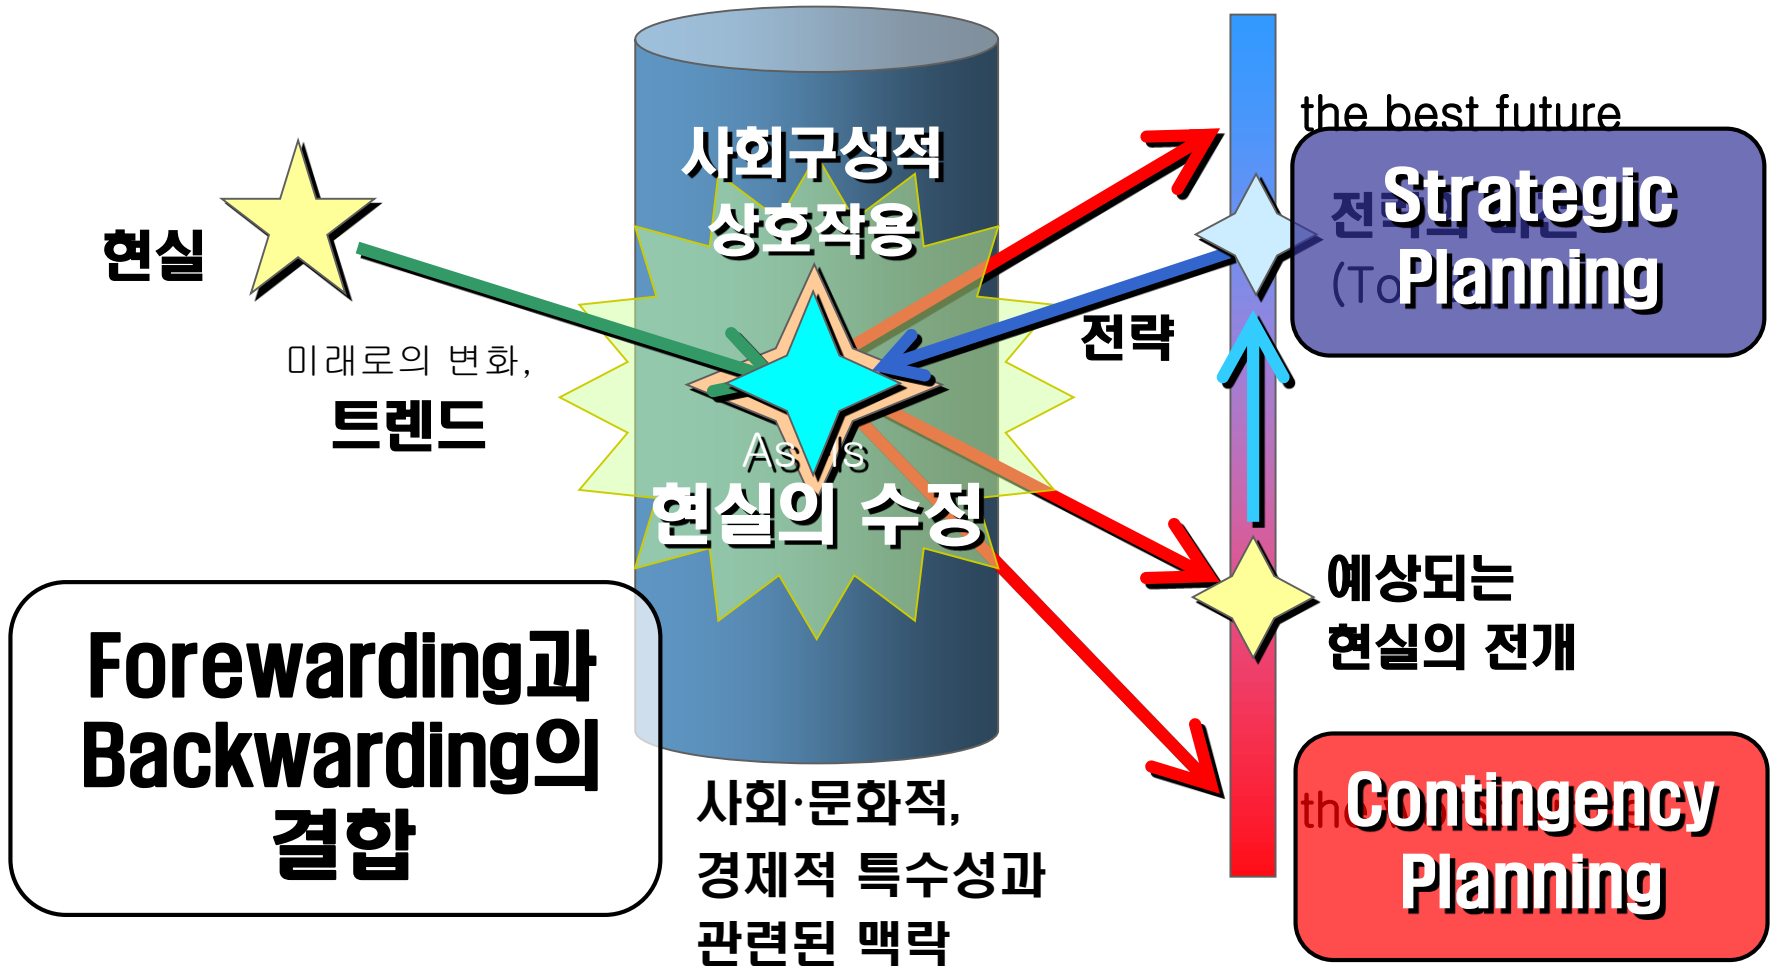 현실
미래로의 변화,
트렌드
사회구성적
상호작용
As is
현실의 수정
Forewarding과
Backwarding의
결합
사회·문화적,
경제적 특수성과
관련된 맥락
전략
the best future
Strategic
Planning
예상되는
현실의 전개
Contingency
Planning